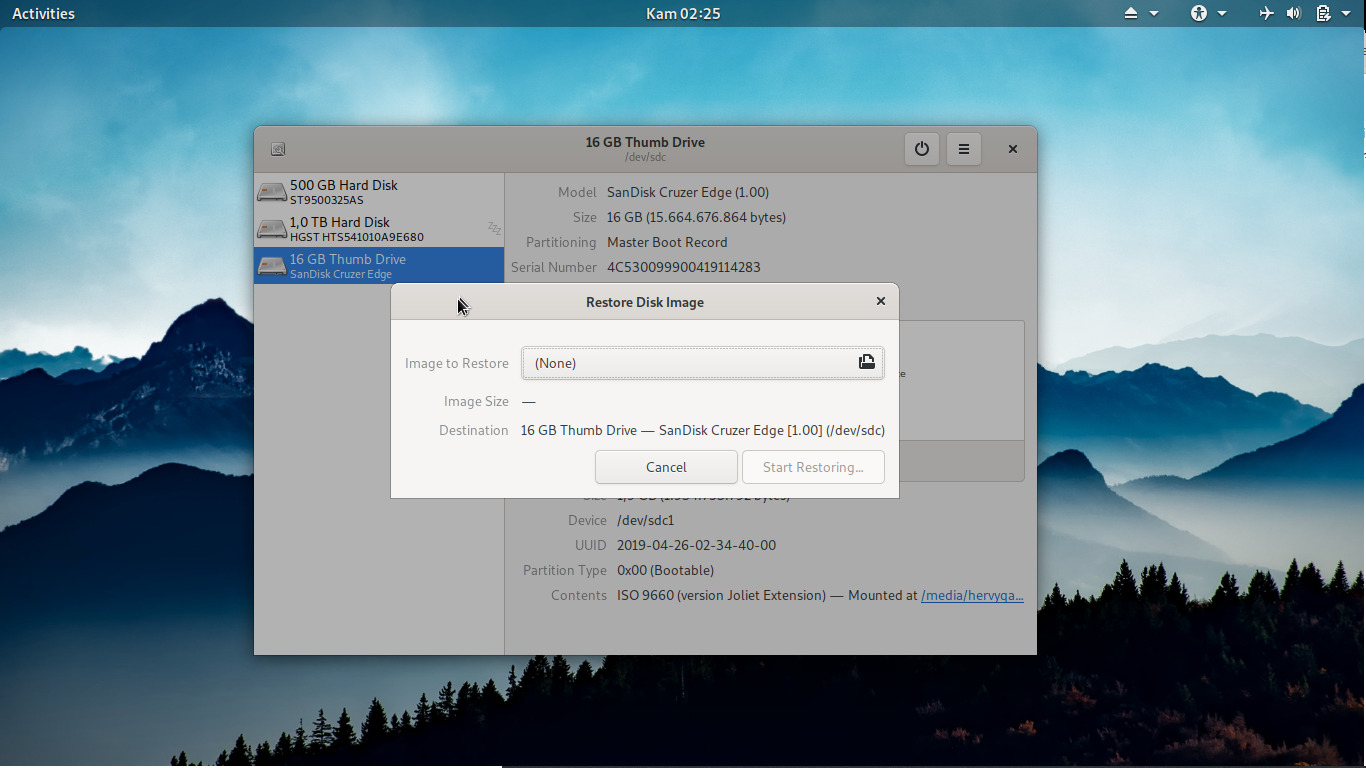 Activities
Kam 02:25
16 GB Thumb Drive
/dev/sdc
500 GB Hard Disk
ST9500325AS
1,0 TB Hard Disk
HGST HTS541010A9E680
16 GB Thumb Drive
SanDisk Cruzer Edge
Model SanDisk Cruzer Edge (1.00)
Size 16 GB (15.664.676.864 bytes)
Partitioning Master Boot Record
Serial Number 4C530099900419114283
Restore Disk Image
Image to Restore (None)
Image Size —
Destination 16 GB Thumb Drive — SanDisk Cruzer Edge [1.00] (/dev/sdc)
Cancel Start Restoring...
Device /dev/sdc1
UUID 2019-04-26-02-34-40-00
Partition Type 0x00 (Bootable)
Contents ISO 9660 (version Joliet Extension) — Mounted at /media/hervyqa...